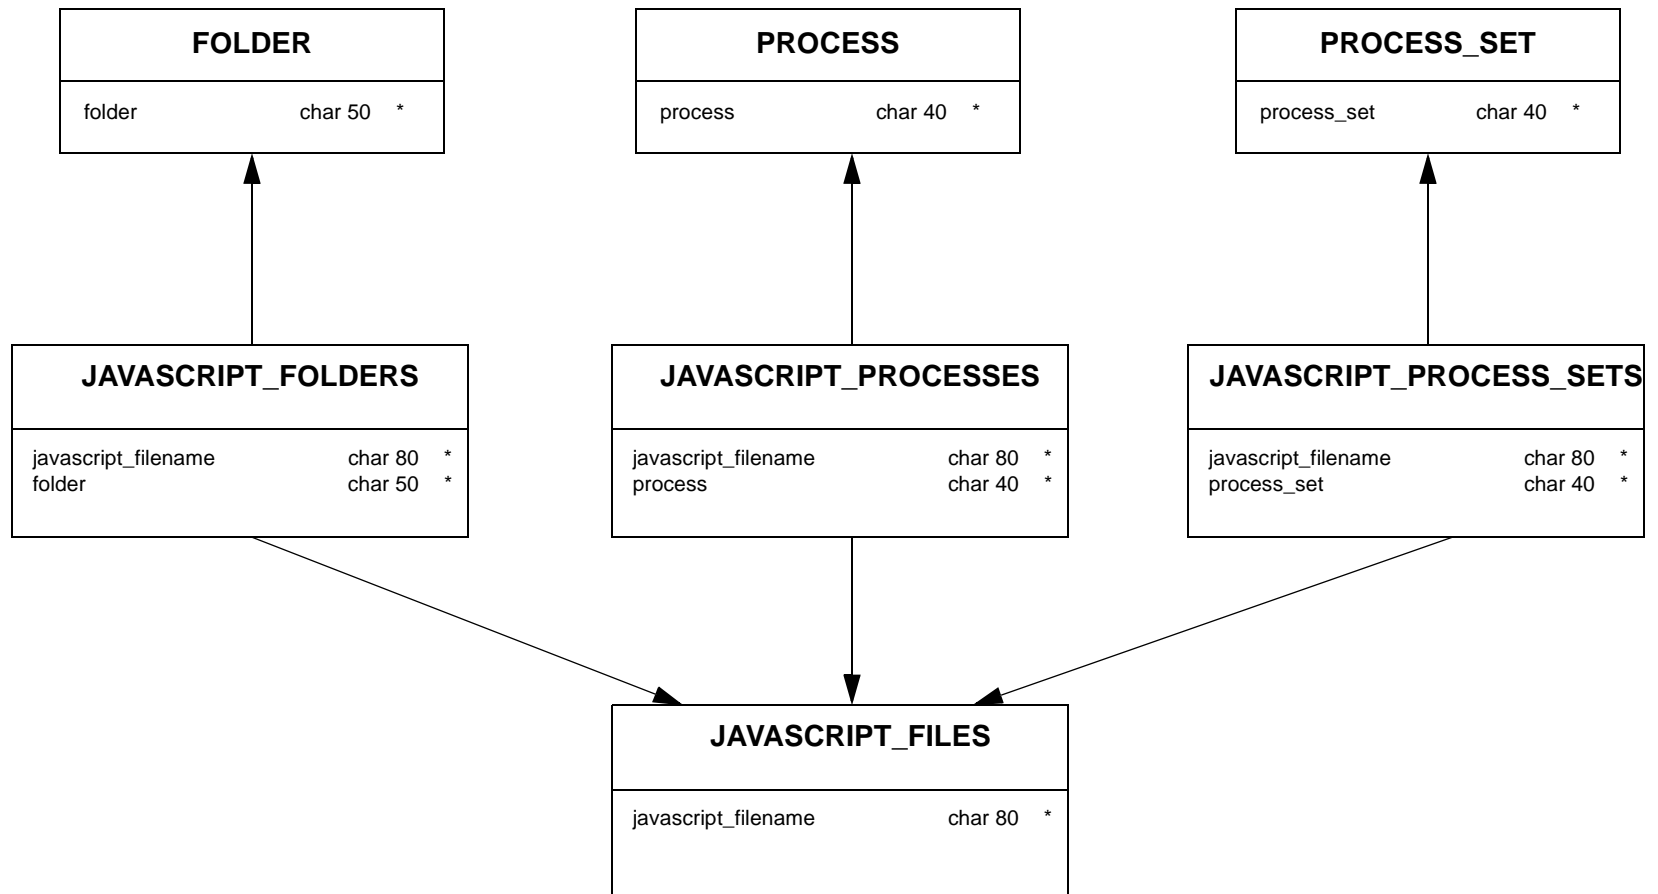 FOLDER
folder char 50 *
PROCESS
process char 40 *
PROCESS_SET
process_set char 40 *
JAVASCRIPT_FOLDERS
javascript_filename char 80 *
folder char 50 *
JAVASCRIPT_PROCESSES
javascript_filename char 80 *
process char 40 *
JAVASCRIPT_PROCESS_SETS
javascript_filename char 80 *
process_set char 40 *
JAVASCRIPT_FILES
javascript_filename char 80 *